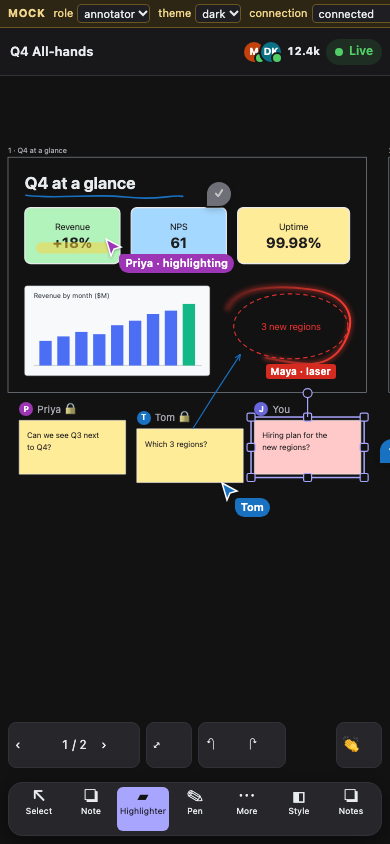 MOCK role annotator theme dark connection connected
Q4 All-hands
DK 12.4k Live
1 · Q4 at a glance
Q4 at a glance
Revenue
+18%
NPS
61
Uptime
99.98%
Priya · highlighting
Revenue by month ($M)
3 new regions
Maya · laser
P Priya
Can we see Q3 next
to Q4?
T Tom
Which 3 regions?
J You
Hiring plan for the
new regions?
Tom
1 / 2
Select
Note
Highlighter
Pen
More
Style
Notes